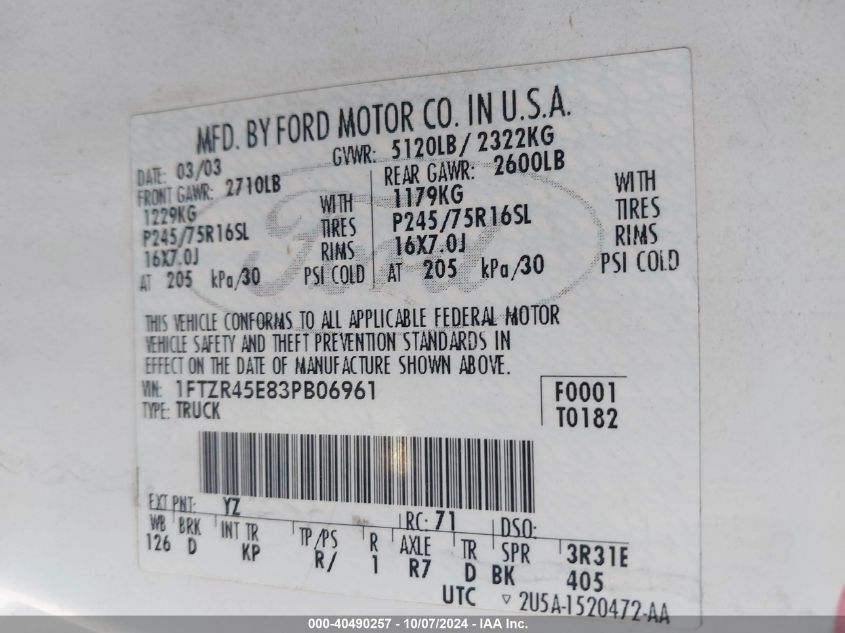 MFD. BY FORD MOTOR CO. IN U.S.A.
DATE: 03/03 GVWR: 5120LB/ 2322KG
FRONT GAWR: 2710LB REAR GAWR: 2600LB
1229KG WITH 1179KG WITH
P245/75R16SL TIRES P245/75R16SL TIRES
16X7.0J RIMS 16X7.0J RIMS
AT 205 kPa/30 PSI COLD AT 205 kPa/30 PSI COLD
Ford
THIS VEHICLE CONFORMS TO ALL APPLICABLE FEDERAL MOTOR
VEHICLE SAFETY AND THEFT PREVENTION STANDARDS IN
EFFECT ON THE DATE OF MANUFACTURE SHOWN ABOVE.
VIN: 1FTZR45E83PB06961 F0001
TYPE: TRUCK T0182
EXT PNT: YZ RC: 71 DSO:
WB BRK INT TR TP/PS R AXLE TR SPR 3R31E
126 D KP R/ 1 R7 D BK 405
UTC ▽ 2U5A-1520472-AA
000-40490257 - 10/07/2024 - IAA Inc.